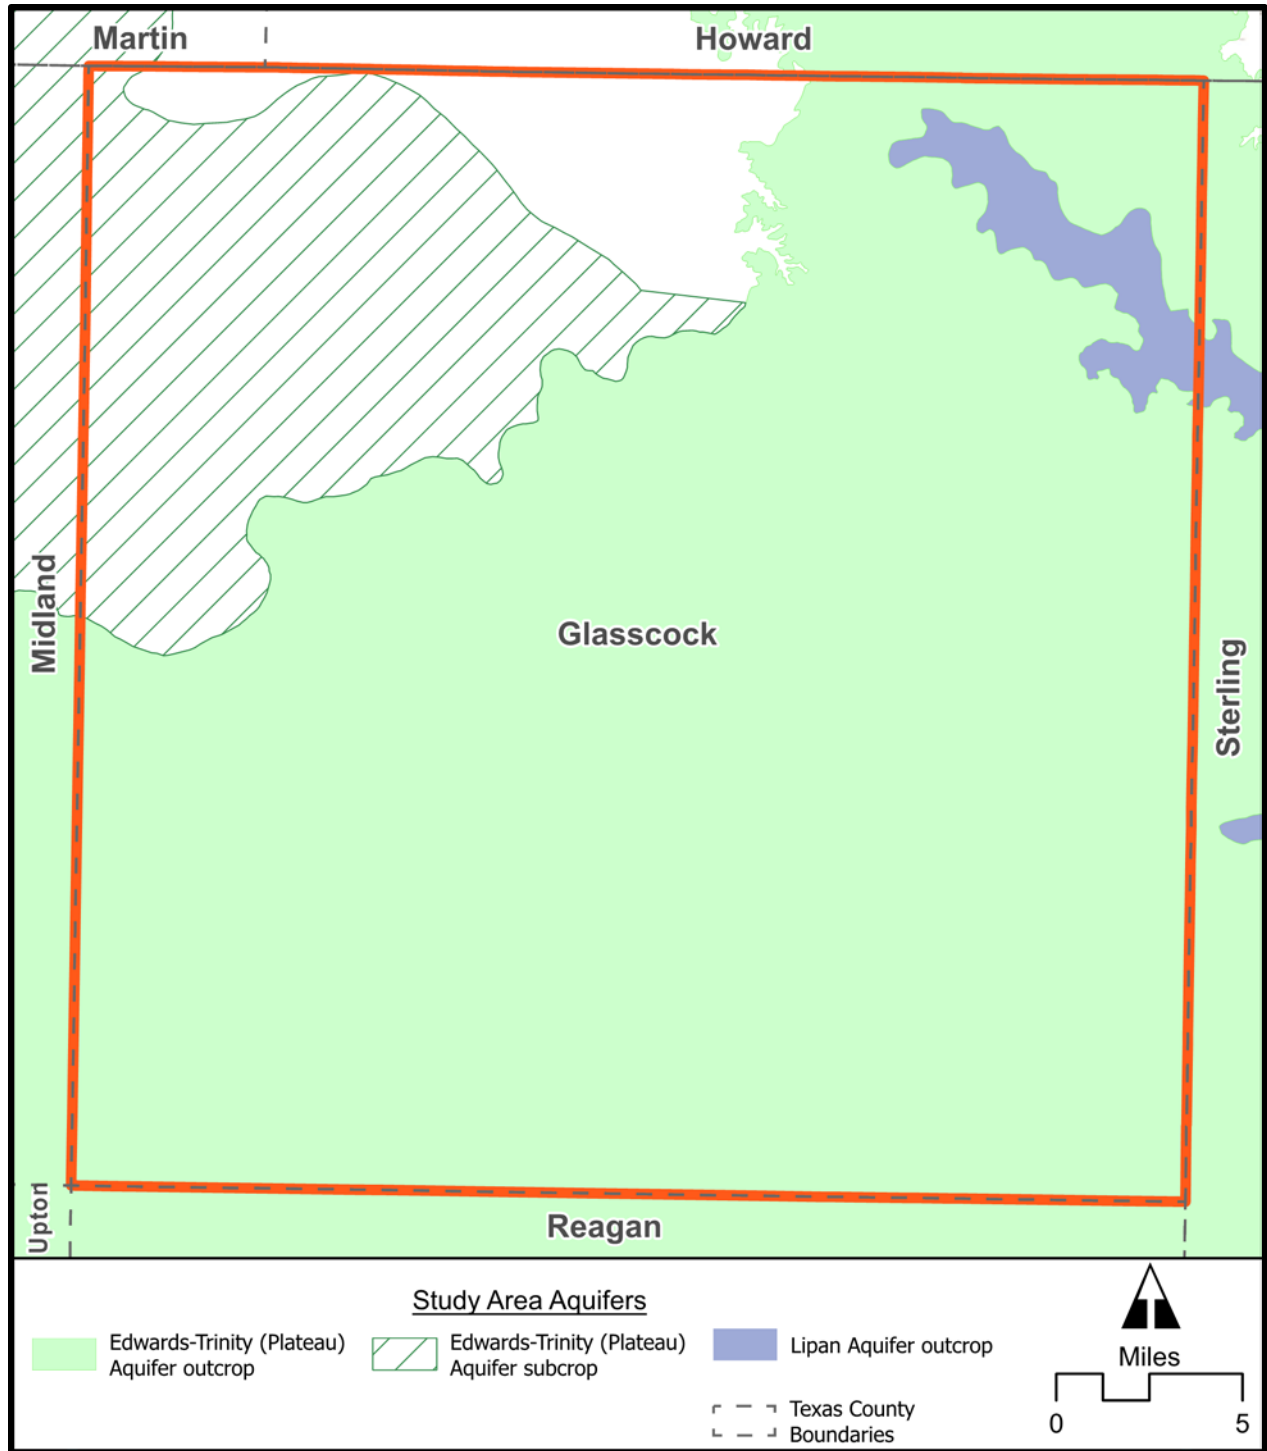 Martin
Howard
Midland
Glasscock
Sterling
Upton
Reagan
Study Area Aquifers
Edwards-Trinity (Plateau)
Aquifer outcrop
Edwards-Trinity (Plateau)
Aquifer subcrop
Lipan Aquifer outcrop
Texas County
Boundaries
Miles
0 5